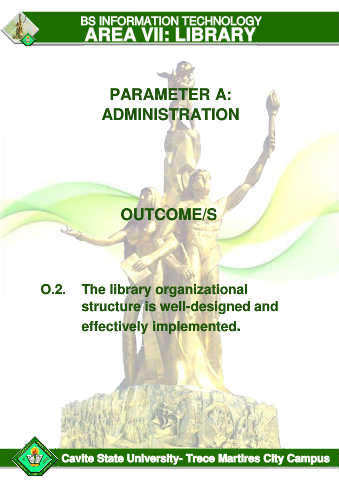 BS INFORMATION TECHNOLOGY
AREA VII: LIBRARY
PARAMETER A:
ADMINISTRATION
OUTCOME/S
O.2. The library organizational
structure is well-designed and
effectively implemented.
Cavite State University- Trece Martires City Campus